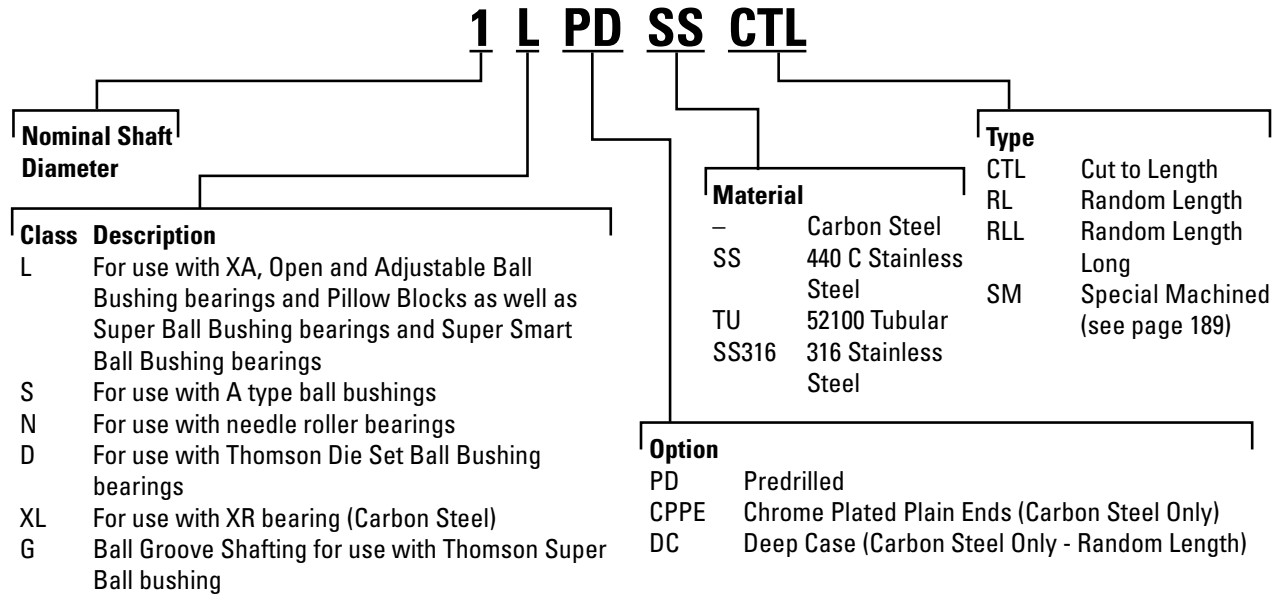 1 L PD SS CTL
Nominal Shaft
Diameter
Class Description
L For use with XA, Open and Adjustable Ball
Bushing bearings and Pillow Blocks as well as
Super Ball Bushing bearings and Super Smart
Ball Bushing bearings
S For use with A type ball bushings
N For use with needle roller bearings
D For use with Thomson Die Set Ball Bushing
bearings
XL For use with XR bearing (Carbon Steel)
G Ball Groove Shafting for use with Thomson Super
Ball bushing
Option
PD Predrilled
CPPE Chrome Plated Plain Ends (Carbon Steel Only)
DC Deep Case (Carbon Steel Only - Random Length)
Material
– Carbon Steel
SS 440 C Stainless
Steel
TU 52100 Tubular
SS316 316 Stainless
Steel
Type
CTL Cut to Length
RL Random Length
RLL Random Length
Long
SM Special Machined
(see page 189)